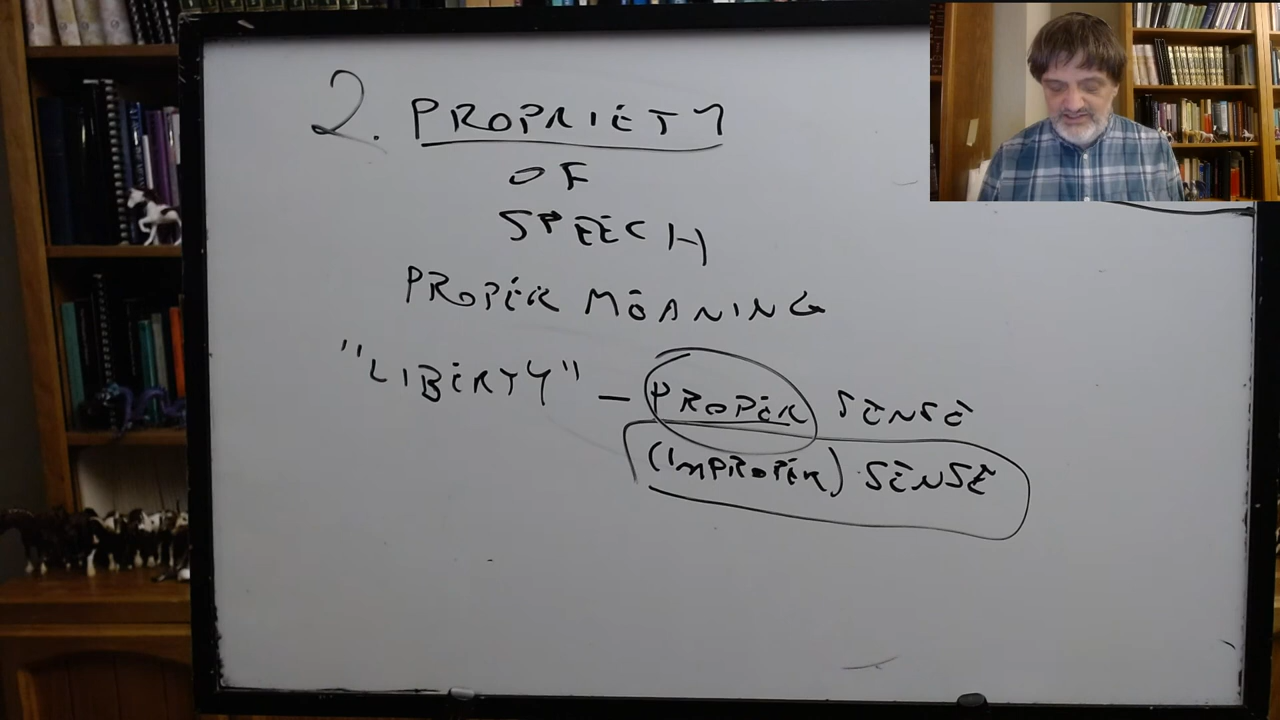 2. PROPRIETY
OF
SPEECH
PROPER MEANING
"LIBERTY" – PROPER SENSE
(IMPROPER) SENSE